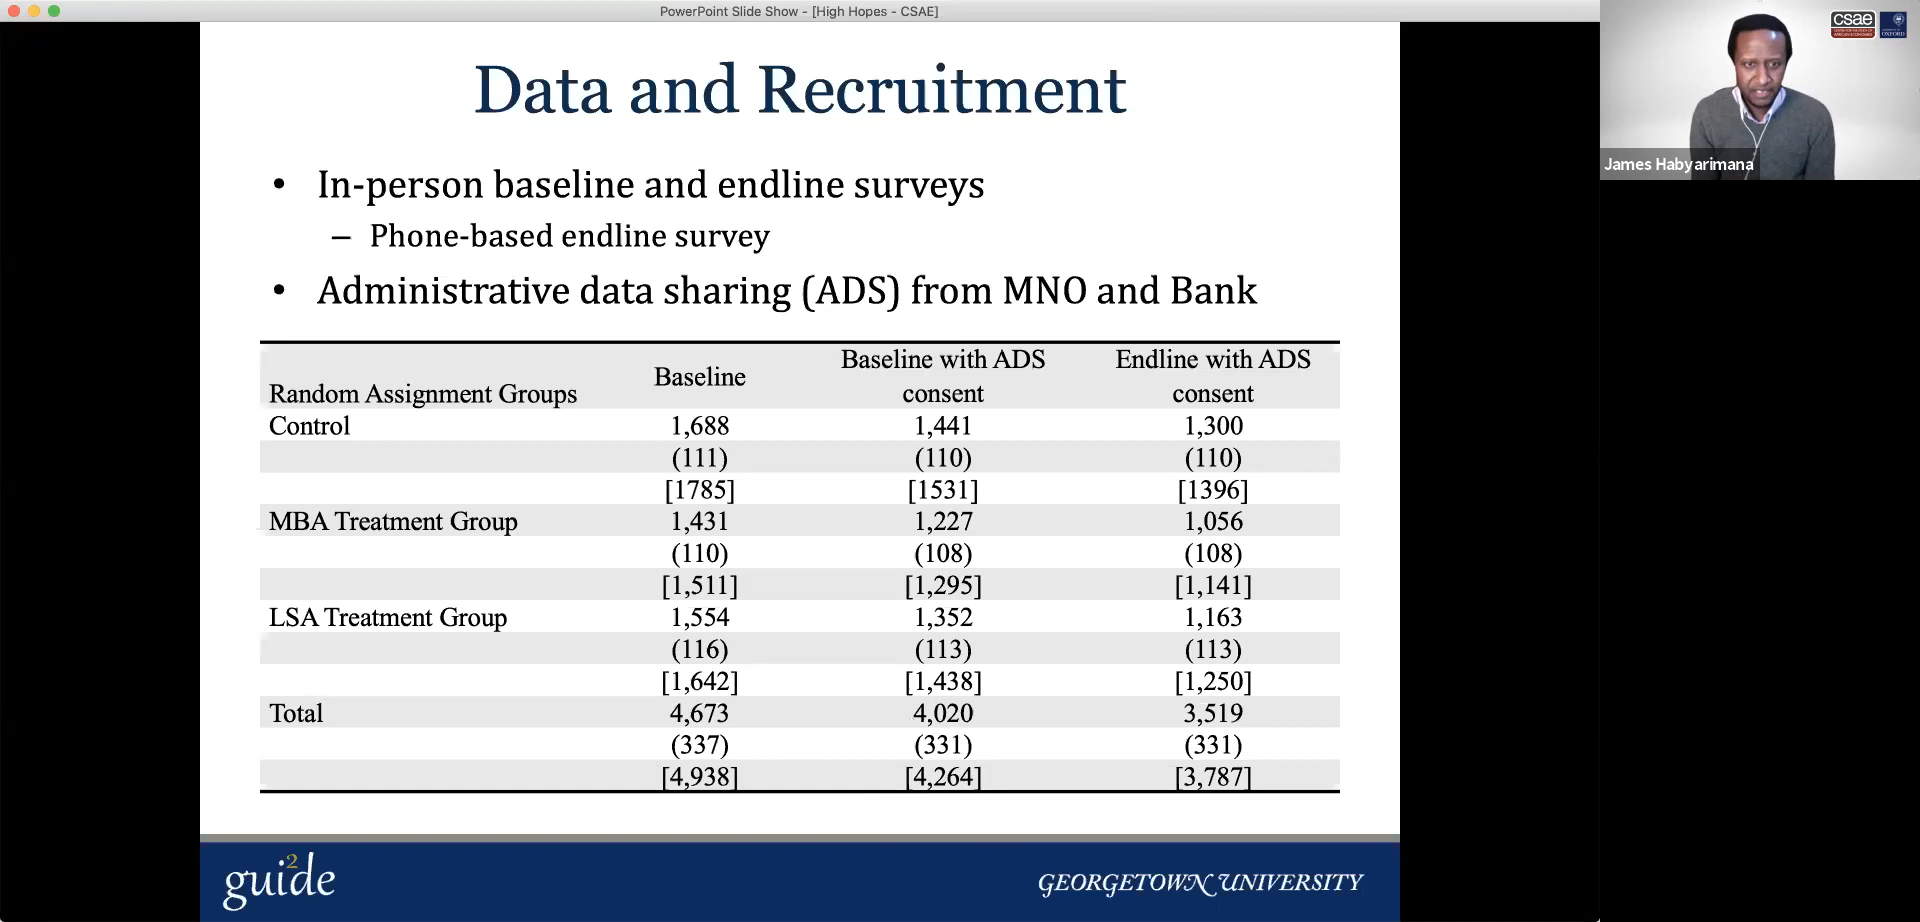 PowerPoint Slide Show - [High Hopes - CSAE]
Data and Recruitment
• In-person baseline and endline surveys
– Phone-based endline survey
• Administrative data sharing (ADS) from MNO and Bank
Random Assignment Groups Baseline Baseline with ADS consent Endline with ADS consent
Control 1,688 1,441 1,300
(111) (110) (110)
[1785] [1531] [1396]
MBA Treatment Group 1,431 1,227 1,056
(110) (108) (108)
[1,511] [1,295] [1,141]
LSA Treatment Group 1,554 1,352 1,163
(116) (113) (113)
[1,642] [1,438] [1,250]
Total 4,673 4,020 3,519
(337) (331) (331)
[4,938] [4,264] [3,787]
gui2de
GEORGETOWN UNIVERSITY
csae
OXFORD
James Habyarimana